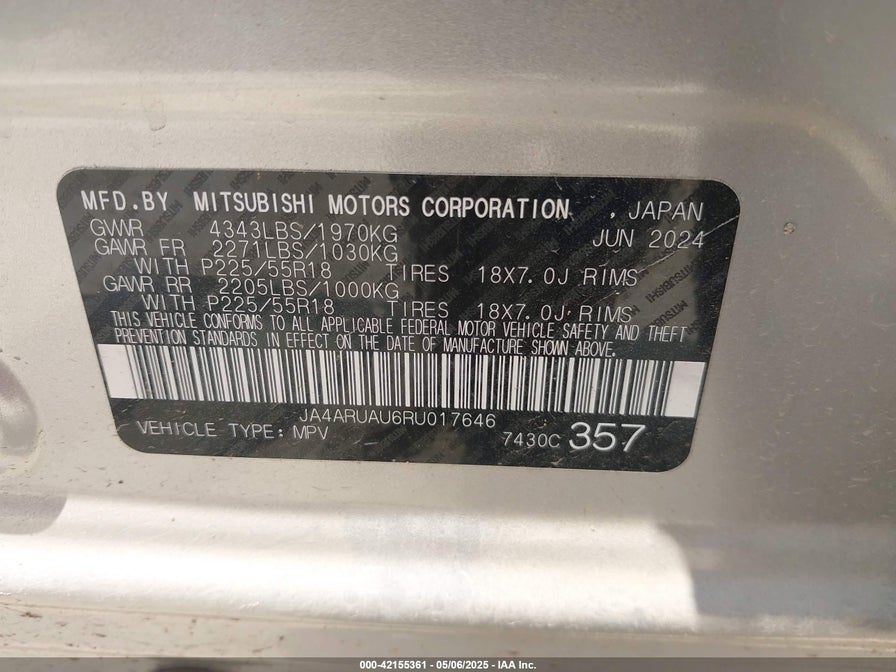 MFD.BY MITSUBISHI MOTORS CORPORATION , JAPAN
GVWR 4343LBS/1970KG JUN 2024
GAWR FR 2271LBS/1030KG
WITH P225/55R18 TIRES 18X7.0J RIMS
GAWR RR 2205LBS/1000KG
WITH P225/55R18 TIRES 18X7.0J RIMS
THIS VEHICLE CONFORMS TO ALL APPLICABLE FEDERAL MOTOR VEHICLE SAFETY AND THEFT
PREVENTION STANDARDS IN EFFECT ON THE DATE OF MANUFACTURE SHOWN ABOVE.
JA4ARUAU6RU017646
VEHICLE TYPE: MPV 7430C 357
000-42155361 - 05/06/2025 - IAA Inc.